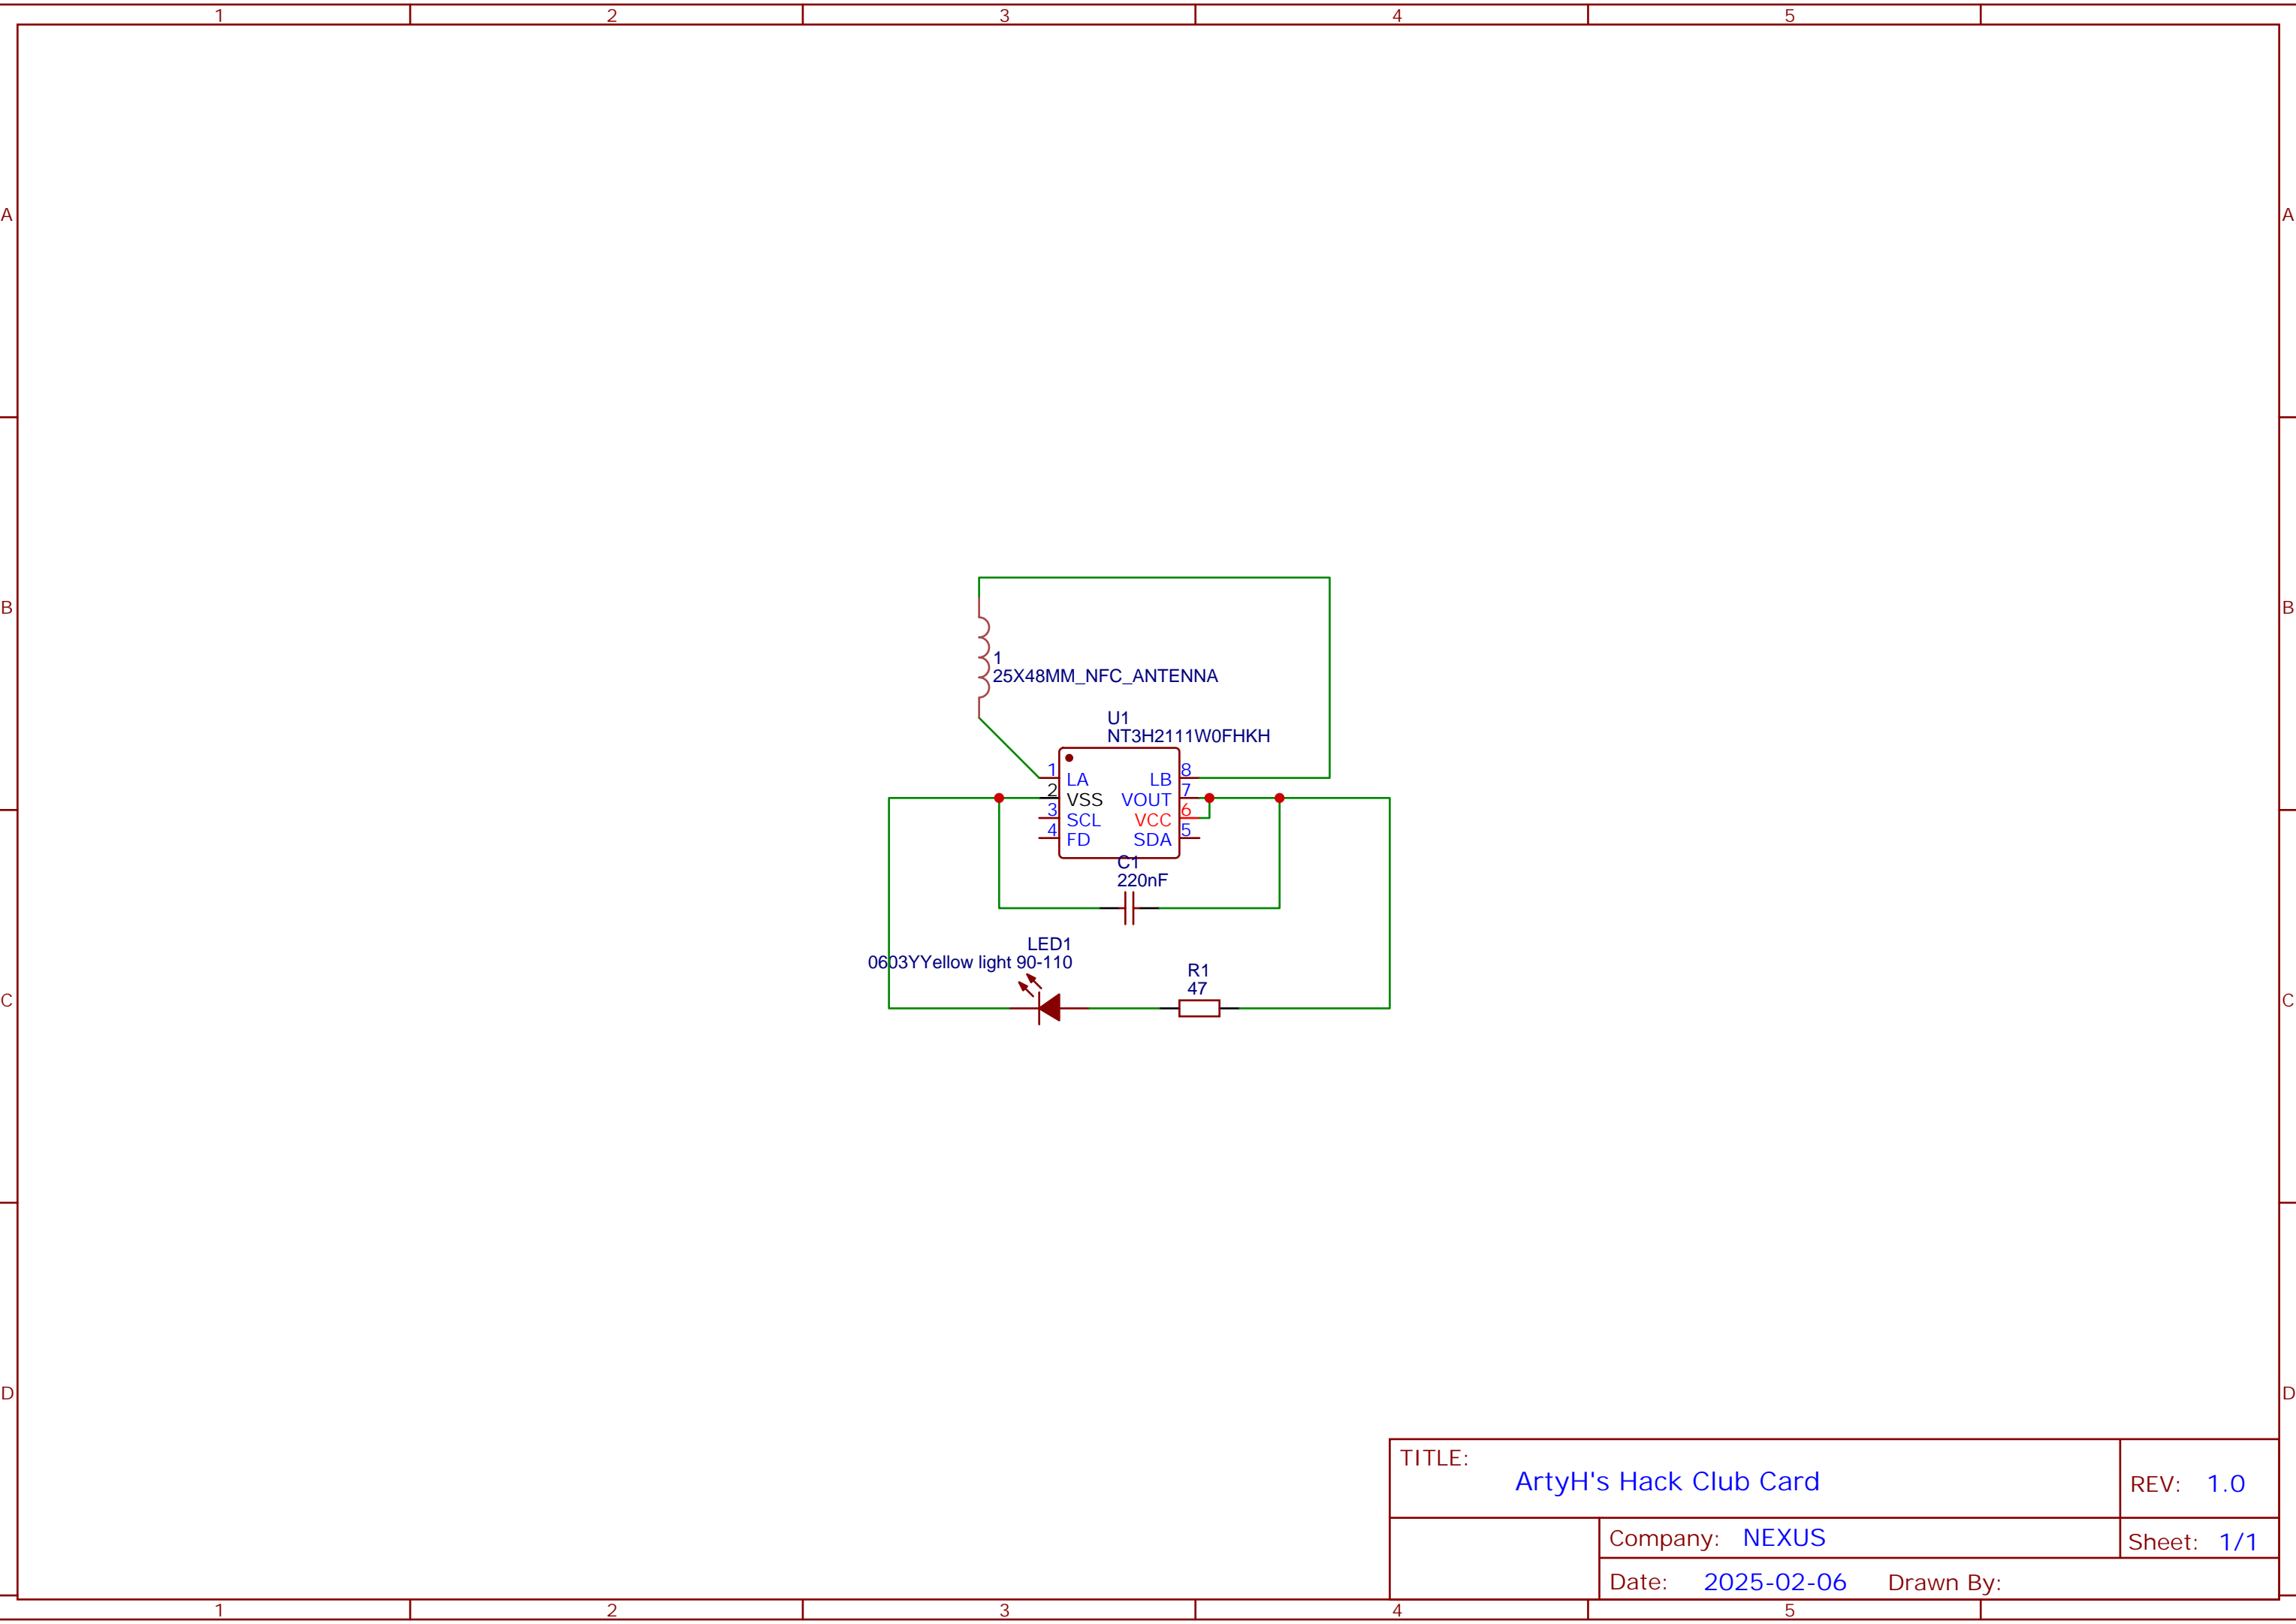 1 2 3 4 5
A A
B B
C C
D D
1
25X48MM_NFC_ANTENNA
U1
NT3H2111W0FHKH
1 LA LB 8
2 VSS VOUT 7
3 SCL VCC 6
4 FD SDA 5
C1
220nF
LED1
0603YYellow light 90-110
R1
47
TITLE:
ArtyH's Hack Club Card
REV: 1.0
Company: NEXUS
Sheet: 1/1
Date: 2025-02-06 Drawn By:
1 2 3 4 5